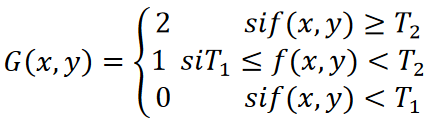 2 sif(x, y) ≥ T₂
G(x, y) = { 1 siT₁ ≤ f(x, y) < T₂
0 sif(x, y) < T₁